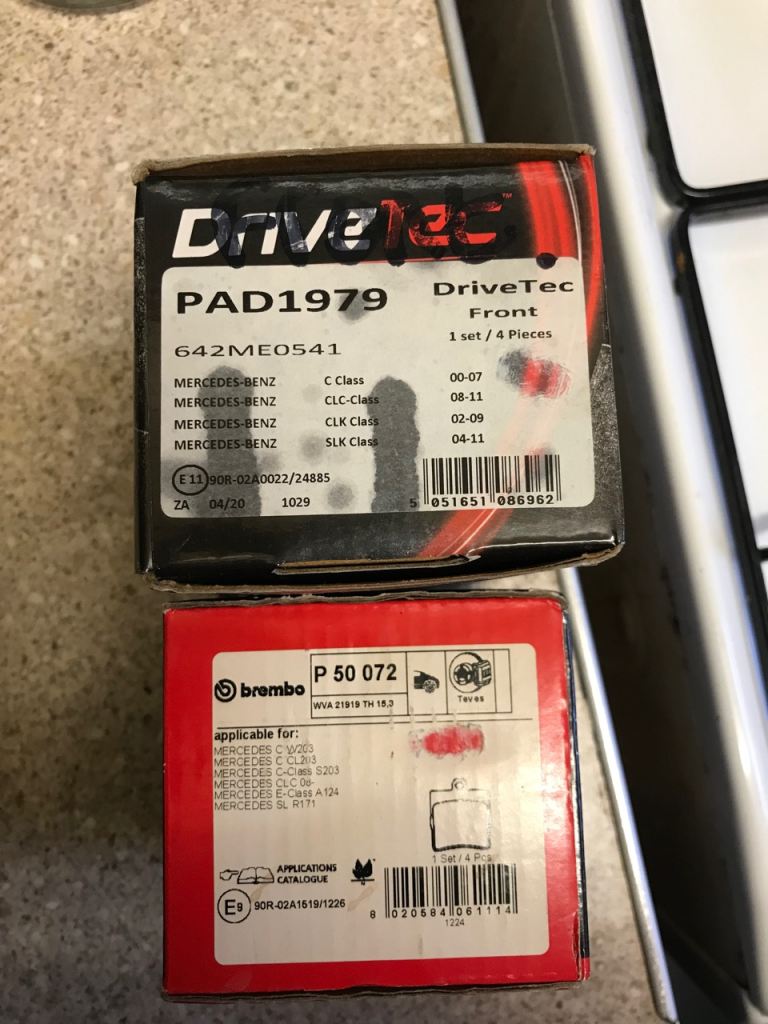 DriveTec™
PAD1979
DriveTec
Front
1 set / 4 Pieces
642ME0541
MERCEDES-BENZ C Class 00-07
MERCEDES-BENZ CLC-Class 08-11
MERCEDES-BENZ CLK Class 02-09
MERCEDES-BENZ SLK Class 04-11
E 11 90R-02A0022/24885
ZA 04/20 1029
5 051651 086962
brembo
P 50 072
WVA 21919 TH 15,3
Teves
applicable for:
MERCEDES C W203
MERCEDES C CL203
MERCEDES C-Class S203
MERCEDES CLC 08-
MERCEDES E-Class A124
MERCEDES SL R171
1 Set / 4 Pcs
APPLICATIONS
CATALOGUE
E9 90R-02A1519/1226
8 020584 061114
1224